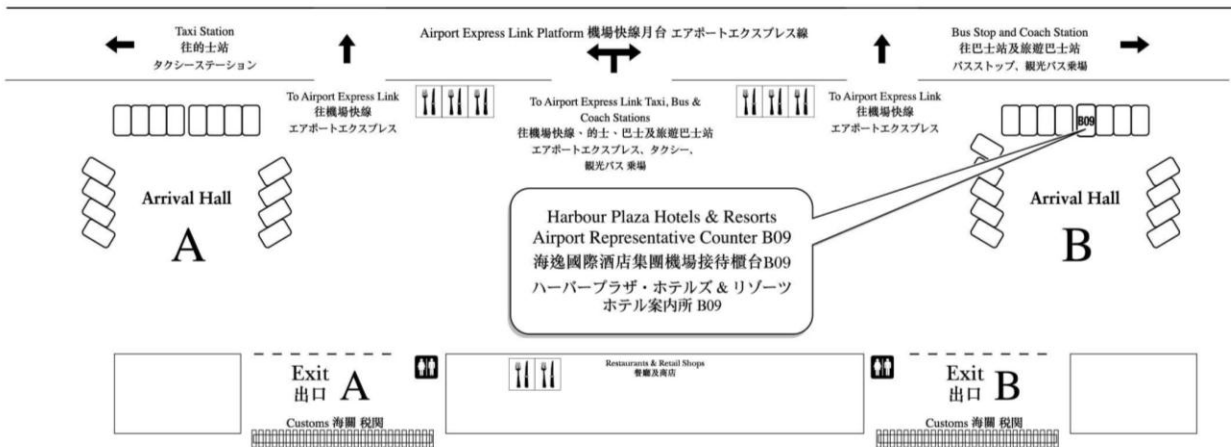 Taxi Station
往的士站
タクシーステーション
Airport Express Link Platform 機場快線月台 エアポートエクスプレス線
Bus Stop and Coach Station
往巴士站及旅遊巴士站
バスストップ、観光バス乗場
To Airport Express Link
往機場快線
エアポートエクスプレス
To Airport Express Link Taxi, Bus &
Coach Stations
往機場快線、的士、巴士及旅遊巴士站
エアポートエクスプレス、タクシー、
観光バス 乗場
To Airport Express Link
往機場快線
エアポートエクスプレス
B09
Arrival Hall
A
Harbour Plaza Hotels & Resorts
Airport Representative Counter B09
海逸國際酒店集團機場接待櫃台B09
ハーバープラザ・ホテルズ & リゾーツ
ホテル案内所 B09
Arrival Hall
B
Exit
出口 A
Customs 海關 税関
Restaurants & Retail Shops
餐廳及商店
Exit
出口 B
Customs 海關 税関